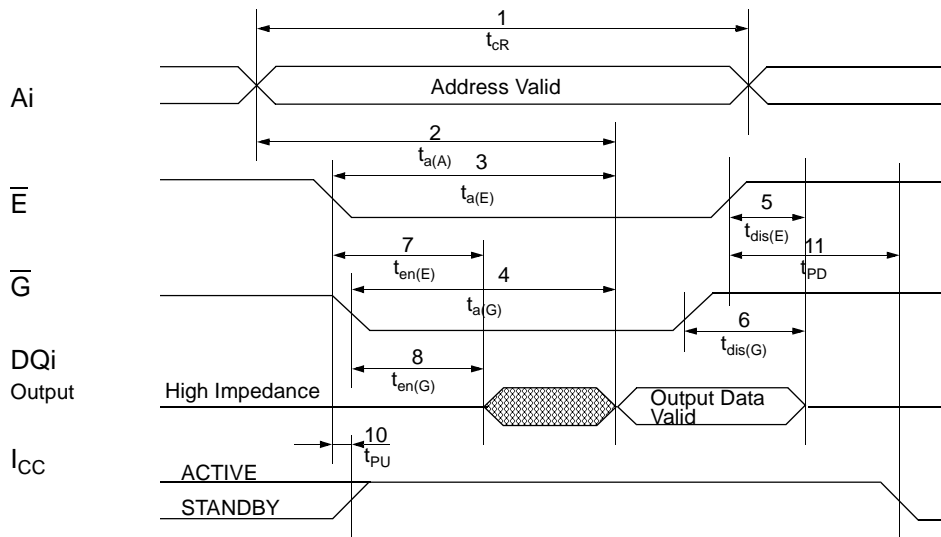 1
tcR
Ai
Address Valid
2
ta(A)
3
E
ta(E)
5
tdis(E)
7
11
ten(E)
tPD
G
4
ta(G)
6
tdis(G)
DQi
8
Output
High Impedance
ten(G)
Output Data
Valid
10
ICC
tPU
ACTIVE
STANDBY